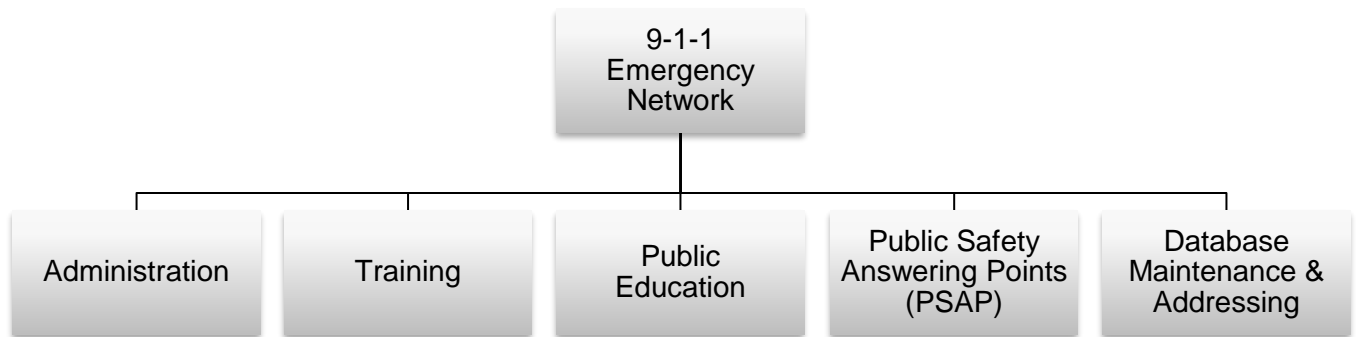 9-1-1
Emergency
Network
Administration
Training
Public
Education
Public Safety
Answering Points
(PSAP)
Database
Maintenance &
Addressing